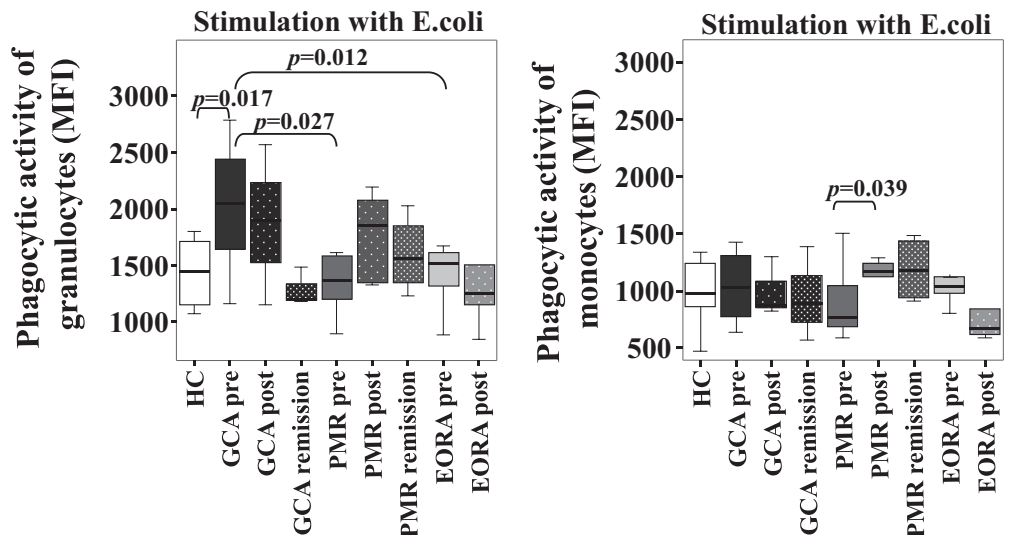 Stimulation with E.coli
Phagocytic activity of
granulocytes (MFI)
3000
2500
2000
1500
1000
p=0.012
p=0.017
p=0.027
HC
GCA pre
GCA post
GCA remission
PMR pre
PMR post
PMR remission
EORA pre
EORA post
Stimulation with E.coli
Phagocytic activity of
monocytes (MFI)
3000
2500
2000
1500
1000
500
p=0.039
HC
GCA pre
GCA post
GCA remission
PMR pre
PMR post
PMR remission
EORA pre
EORA post